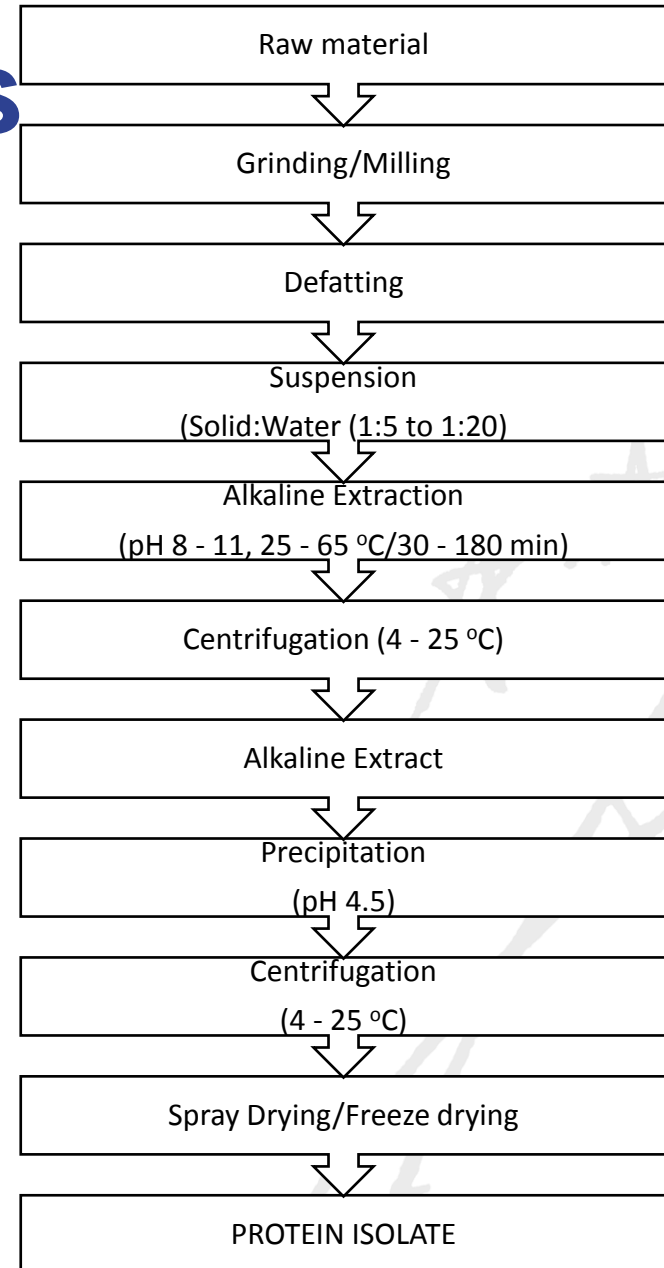 s
Raw material
Grinding/Milling
Defatting
Suspension
(Solid:Water (1:5 to 1:20)
Alkaline Extraction
(pH 8 - 11, 25 - 65 °C/30 - 180 min)
Centrifugation (4 - 25 °C)
Alkaline Extract
Precipitation
(pH 4.5)
Centrifugation
(4 - 25 °C)
Spray Drying/Freeze drying
PROTEIN ISOLATE